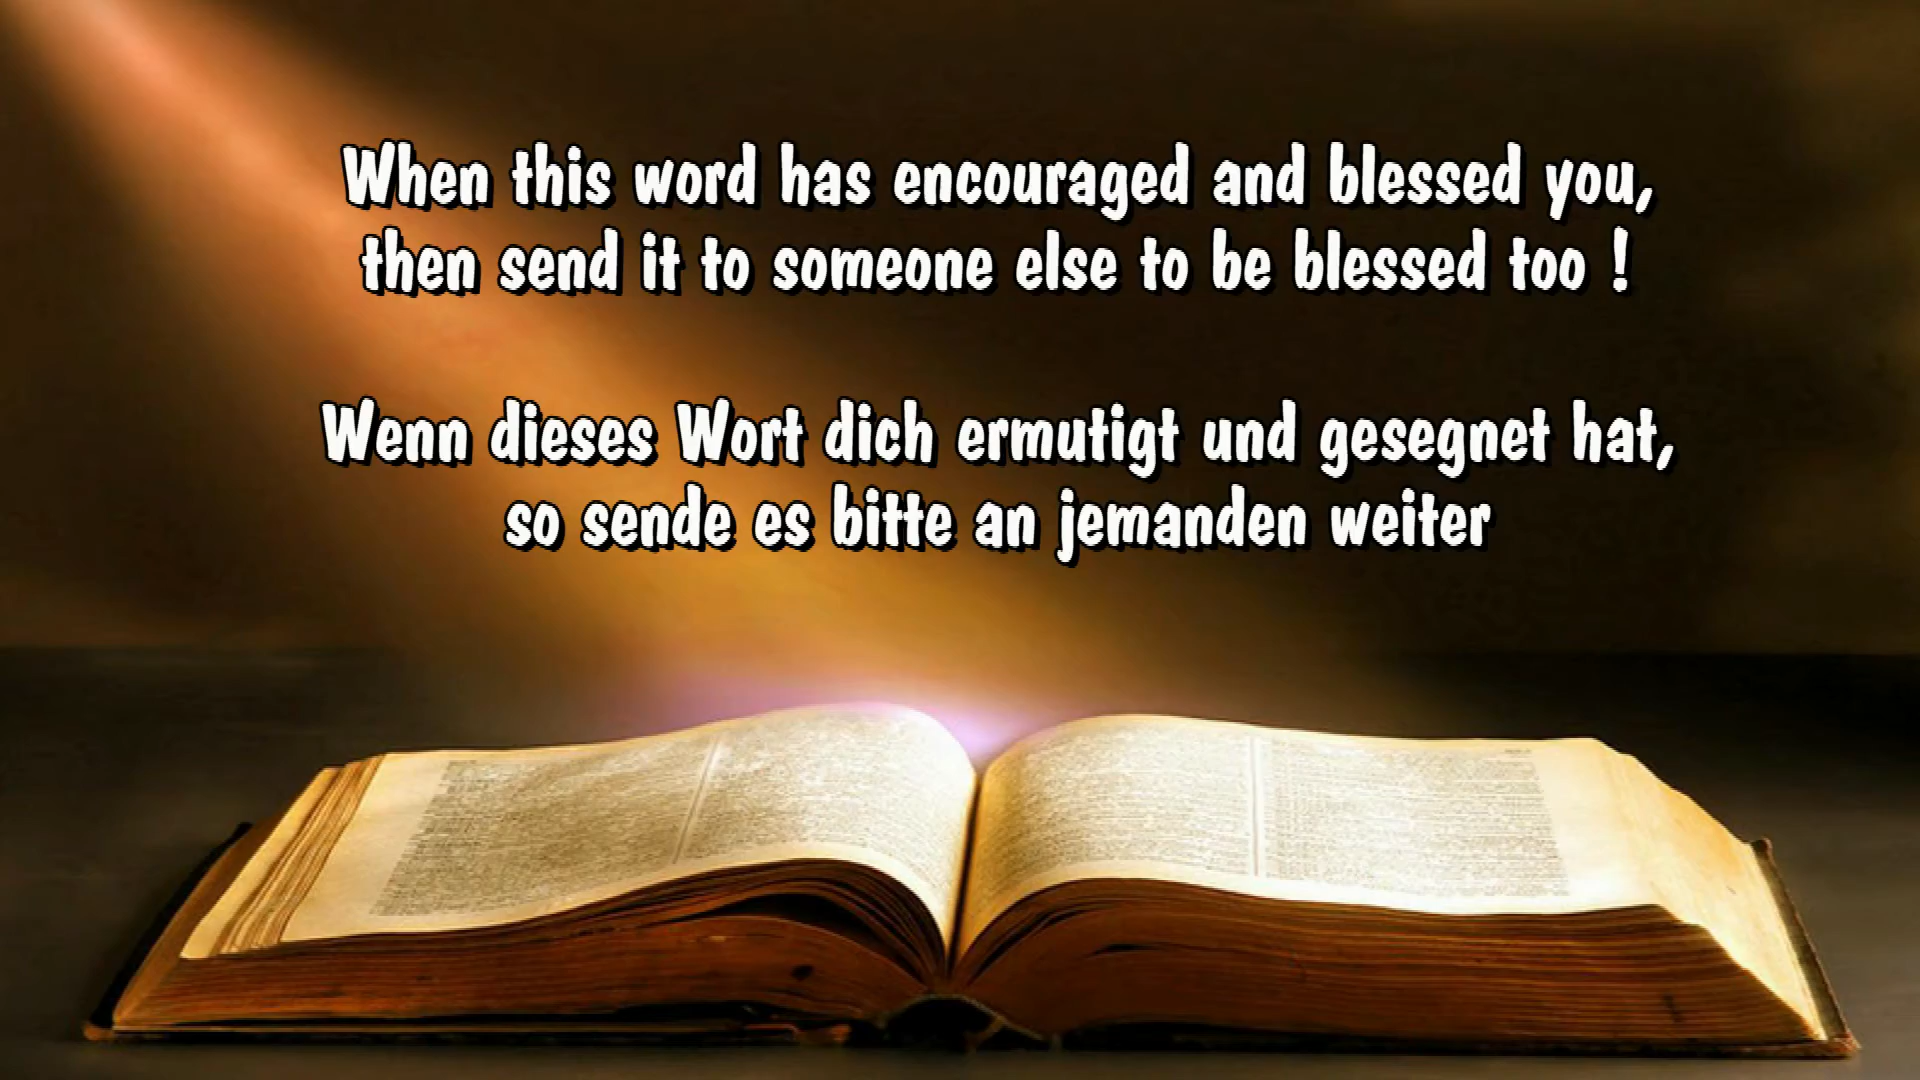 When this word has encouraged and blessed you,
then send it to someone else to be blessed too !
Wenn dieses Wort dich ermutigt und gesegnet hat,
so sende es bitte an jemanden weiter